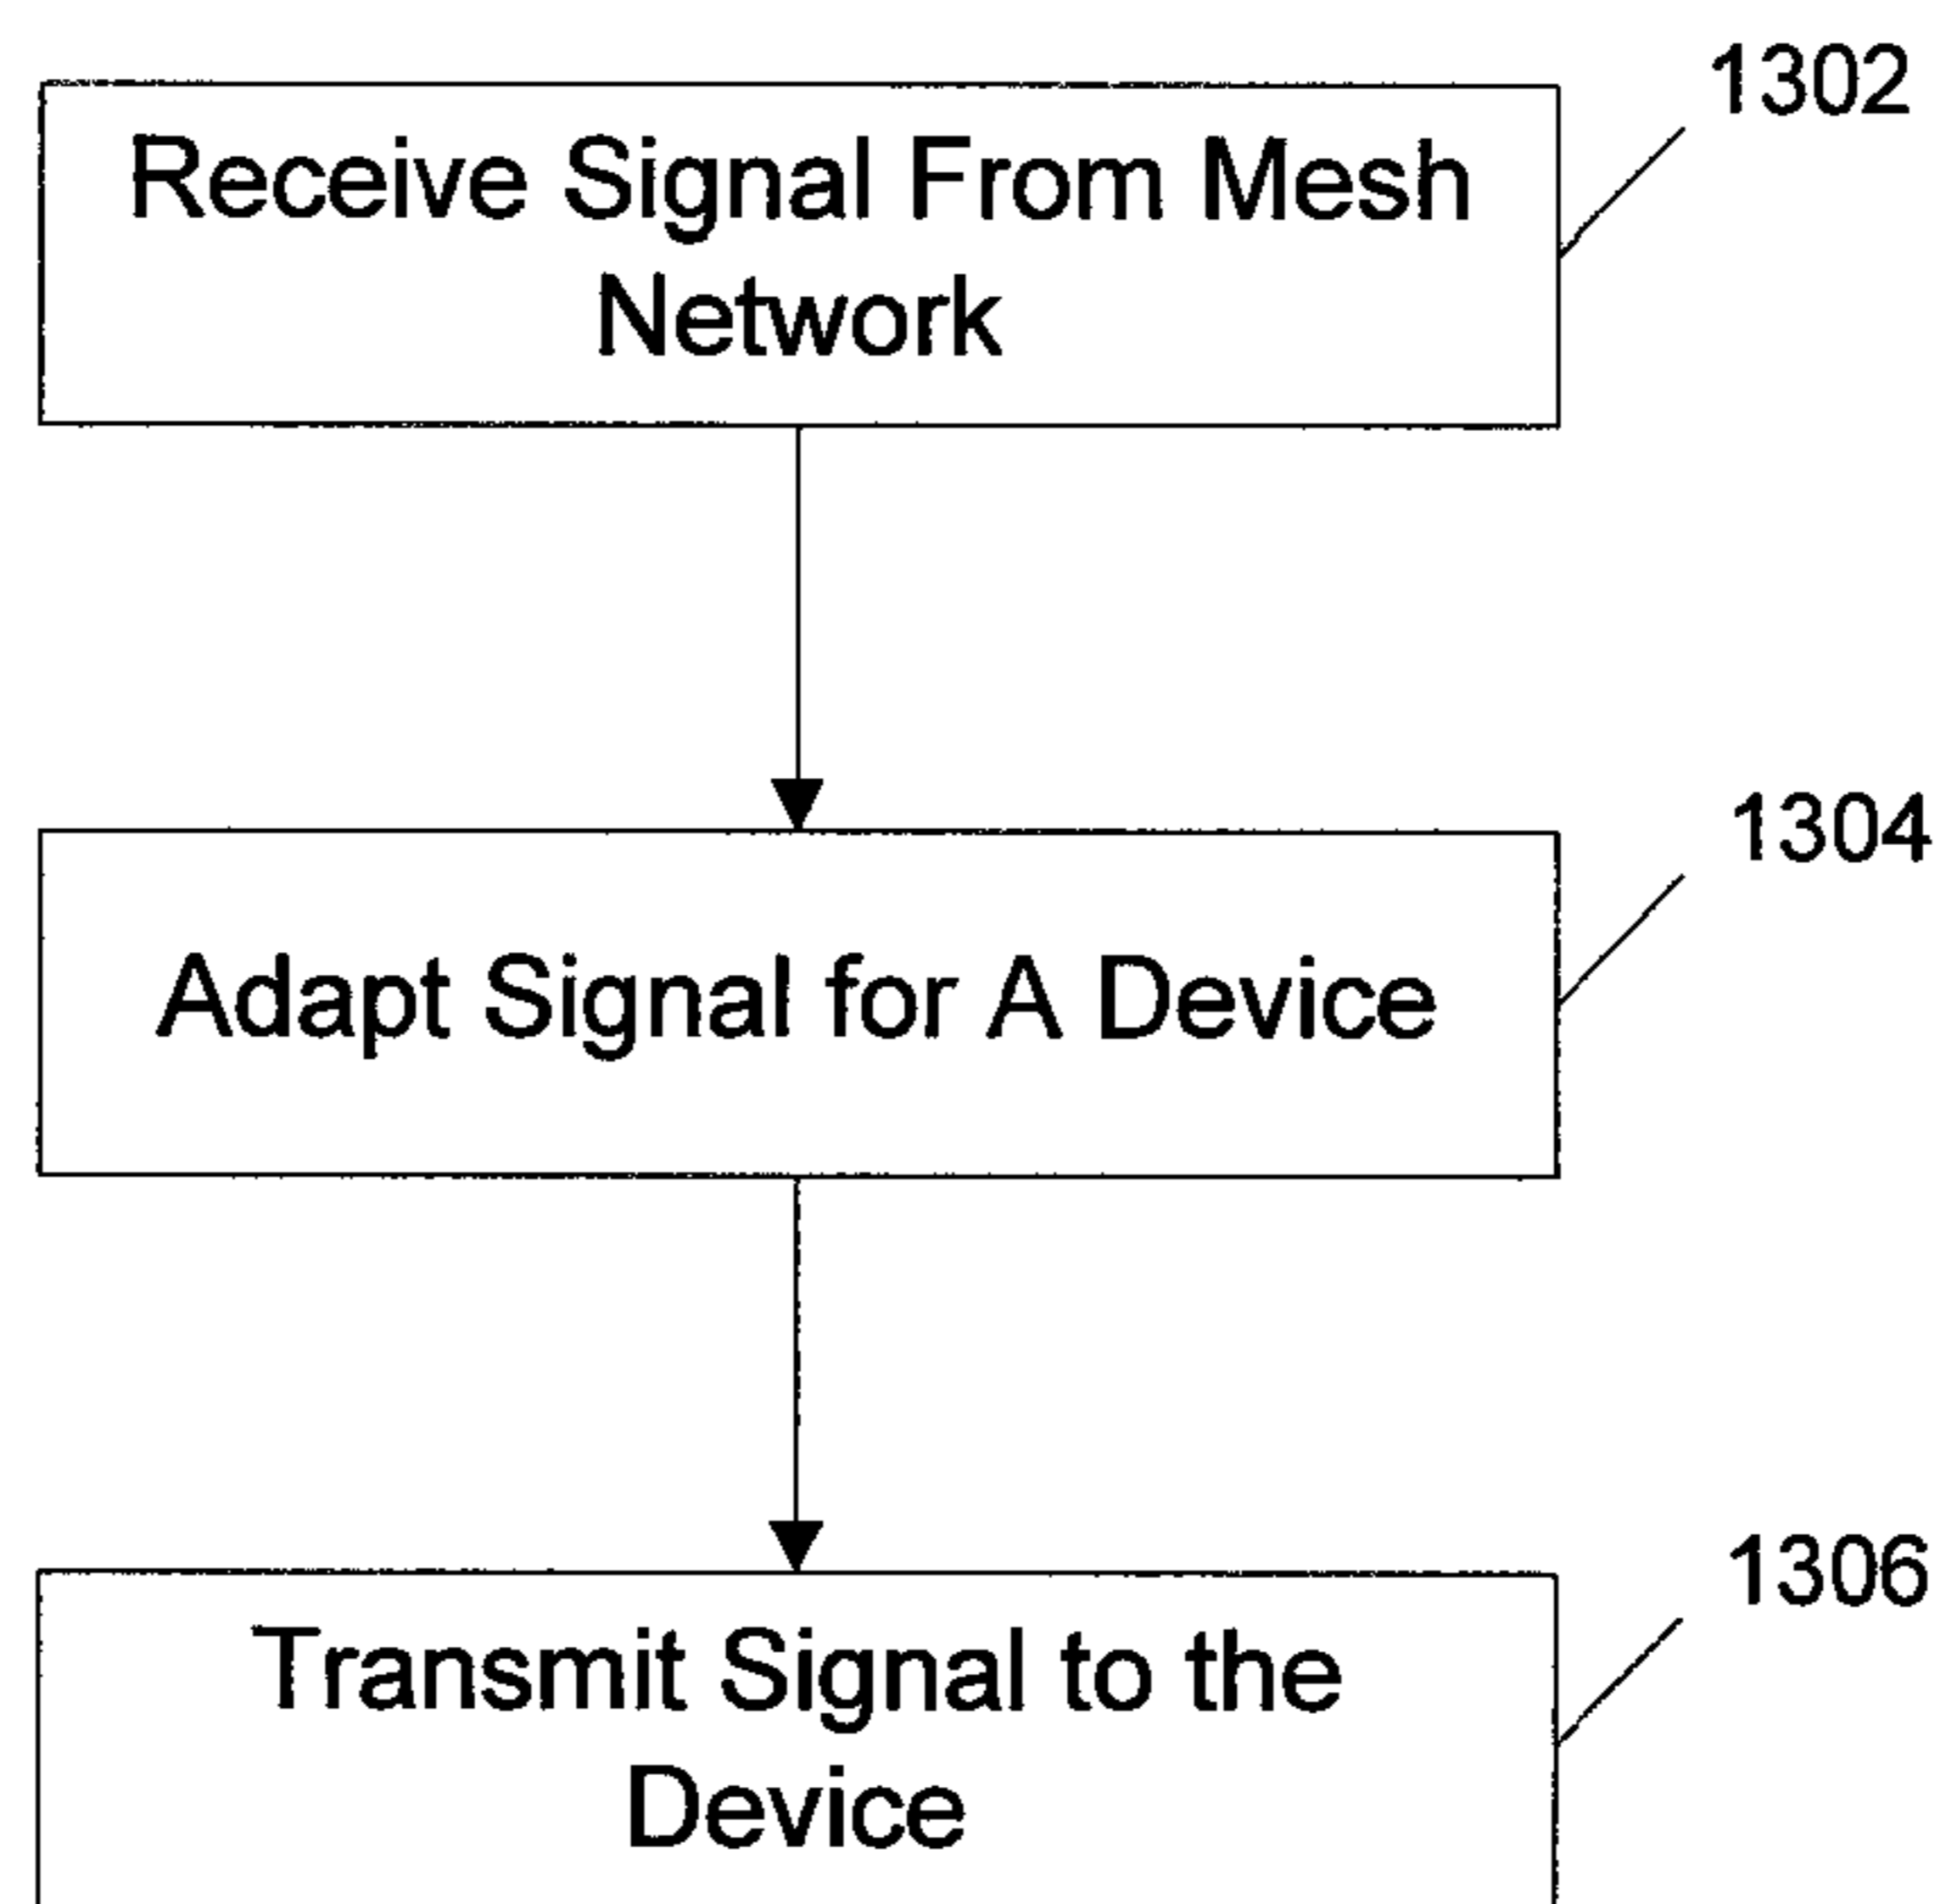 1302
Receive Signal From Mesh
Network
1304
Adapt Signal for A Device
1306
Transmit Signal to the
Device